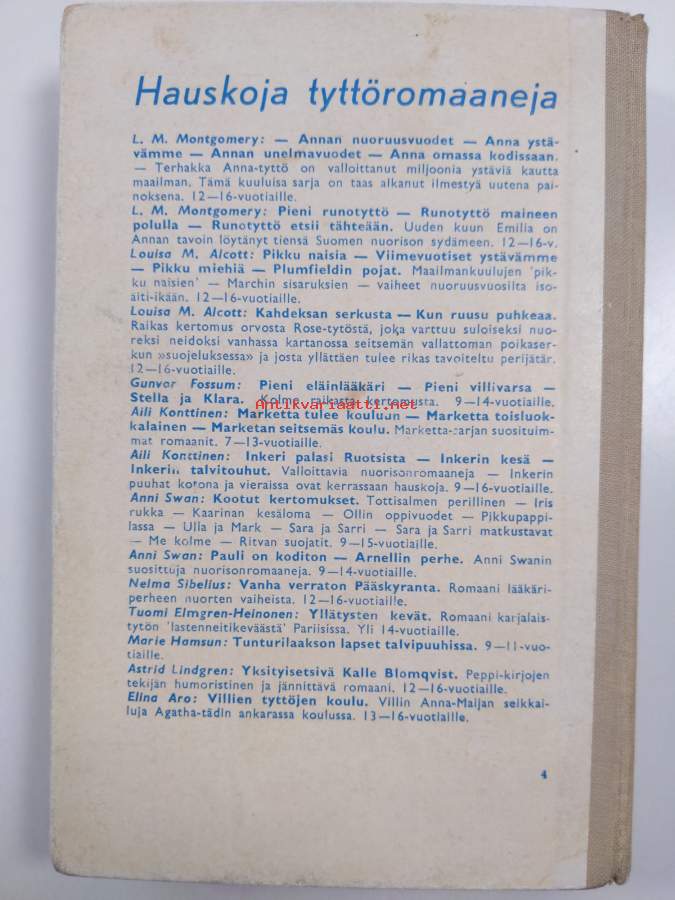 Hauskoja tyttöromaaneja
L. M. Montgomery: — Annan nuoruusvuodet — Anna ystä-
vämme — Annan unelmavuodet — Anna omassa kodissaan.
— Terhakka Anna-tyttö on valloittanut miljoonia ystäviä kautta
maailman. Tämä kuuluisa sarja on taas alkanut ilmestyä uutena pai-
noksena. 12—16-vuotiaille.
L. M. Montgomery: Pieni runotyttö — Runotyttö maineen
polulla — Runotyttö etsii tähteään. Uuden kuun Emilia on
Annan tavoin löytänyt tiensä Suomen nuorison sydämeen. 12—16-v.
Louisa M. Alcott: Pikku naisia — Viimevuotiset ystävämme
— Pikku miehiä — Plumfieldin pojat. Maailmankuulujen 'pik-
ku naisien' — Marchin sisaruksien — vaiheet nuoruusvuosilta iso-
äiti-ikään. 12—16-vuotiaille.
Louisa M. Alcott: Kahdeksan serkusta — Kun ruusu puhkeaa.
Raikas kertomus orvosta Rose-tytöstä, joka varttuu suloiseksi nuo-
reksi neidoksi vanhassa kartanossa seitsemän vallattoman poikaser-
kun »suojeluksessa» ja josta yllättäen tulee rikas tavoiteltu perijätär.
12—16-vuotiaille.
Gunvor Fossum: Pieni eläinlääkäri — Pieni villivarsa —
Stella ja Klara. Kolme raikasta kertomusta. 9—14-vuotiaille.
Antikvariaatti.net
Aili Konttinen: Marketta tulee kouluun — Marketta toisluok-
kalainen — Marketan seitsemäs koulu. Marketta-sarjan suosituim-
mat romaanit. 7—13-vuotiaille.
Aili Konttinen: Inkeri palasi Ruotsista — Inkerin kesä —
Inkerin talvitouhut. Valloittavia nuorisonromaaneja — Inkerin
puuhat kotona ja vieraissa ovat kerrassaan hauskoja. 9—16-vuotiaille.
Anni Swan: Kootut kertomukset. Tottisalmen perillinen — Iris
rukka — Kaarinan kesäloma — Ollin oppivuodet — Pikkupappi-
lassa — Ulla ja Mark — Sara ja Sarri — Sara ja Sarri matkustavat
— Me kolme — Ritvan suojatit. 9—15-vuotiaille.
Anni Swan: Pauli on koditon — Arnellin perhe. Anni Swanin
suosittuja nuorisonromaaneja. 9—14-vuotiaille.
Nelma Sibelius: Vanha verraton Pääskyranta. Romaani lääkäri-
perheen nuorten vaiheista. 12—16-vuotiaille.
Tuomi Elmgren-Heinonen: Yllätysten kevät. Romaani karjalais-
tytön 'lastenneitikeväästä' Pariisissa. Yli 14-vuotiaille.
Marie Hamsun: Tunturilaakson lapset talvipuuhissa. 9—11-vuo-
tiaille.
Astrid Lindgren: Yksityisetsivä Kalle Blomqvist. Peppi-kirjojen
tekijän humoristinen ja jännittävä romaani. 12—16-vuotiaille.
Elina Aro: Villien tyttöjen koulu. Villin Anna-Maijan seikkai-
luja Agatha-tädin ankarassa koulussa. 13—16-vuotiaille.
4